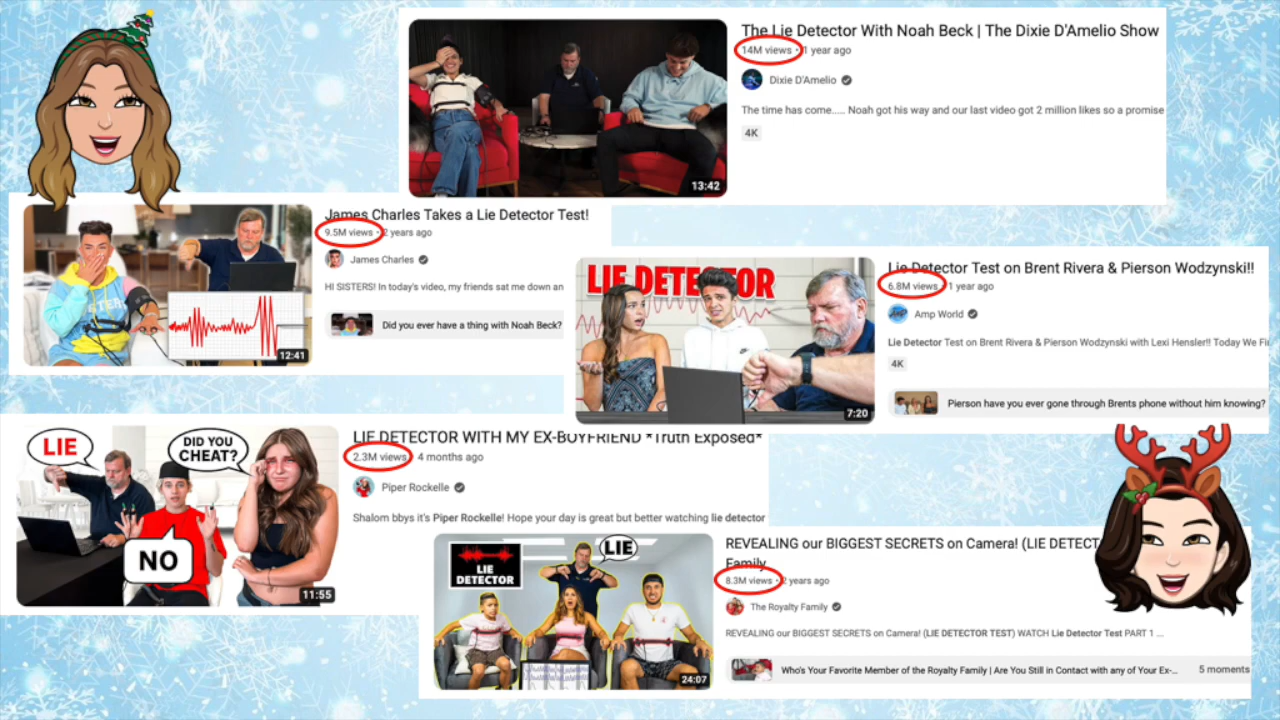 The Lie Detector With Noah Beck | The Dixie D'Amelio Show
14M views • 1 year ago
Dixie D'Amelio
The time has come..... Noah got his way and our last video got 2 million likes so a promise
4K
13:42
James Charles Takes a Lie Detector Test!
9.5M views • 2 years ago
James Charles
HI SISTERS! In today's video, my friends sat me down an
Did you ever have a thing with Noah Beck?
12:41
LIE DETECTOR
7:20
Lie Detector Test on Brent Rivera & Pierson Wodzynski!!
6.8M views 1 year ago
Amp World
Lie Detector Test on Brent Rivera & Pierson Wodzynski with Lexi Hensler!! Today We Fi
4K
Pierson have you ever gone through Brents phone without him knowing?
LIE
DID YOU
CHEAT?
NO
11:55
LIE DETECTOR WITH MY EX-BOYFRIEND *Truth Exposed*
2.3M views 4 months ago
Piper Rockelle
Shalom bbys it's Piper Rockelle! Hope your day is great but better watching lie detector
LIE
DETECTOR
LIE
24:07
REVEALING our BIGGEST SECRETS on Camera! (LIE DETECT
Family
8.3M views • 2 years ago
The Royalty Family
REVEALING our BIGGEST SECRETS on Camera! (LIE DETECTOR TEST) WATCH Lie Detector Test PART 1 ...
Who's Your Favorite Member of the Royalty Family | Are You Still in Contact with any of Your Ex-...
5 moments